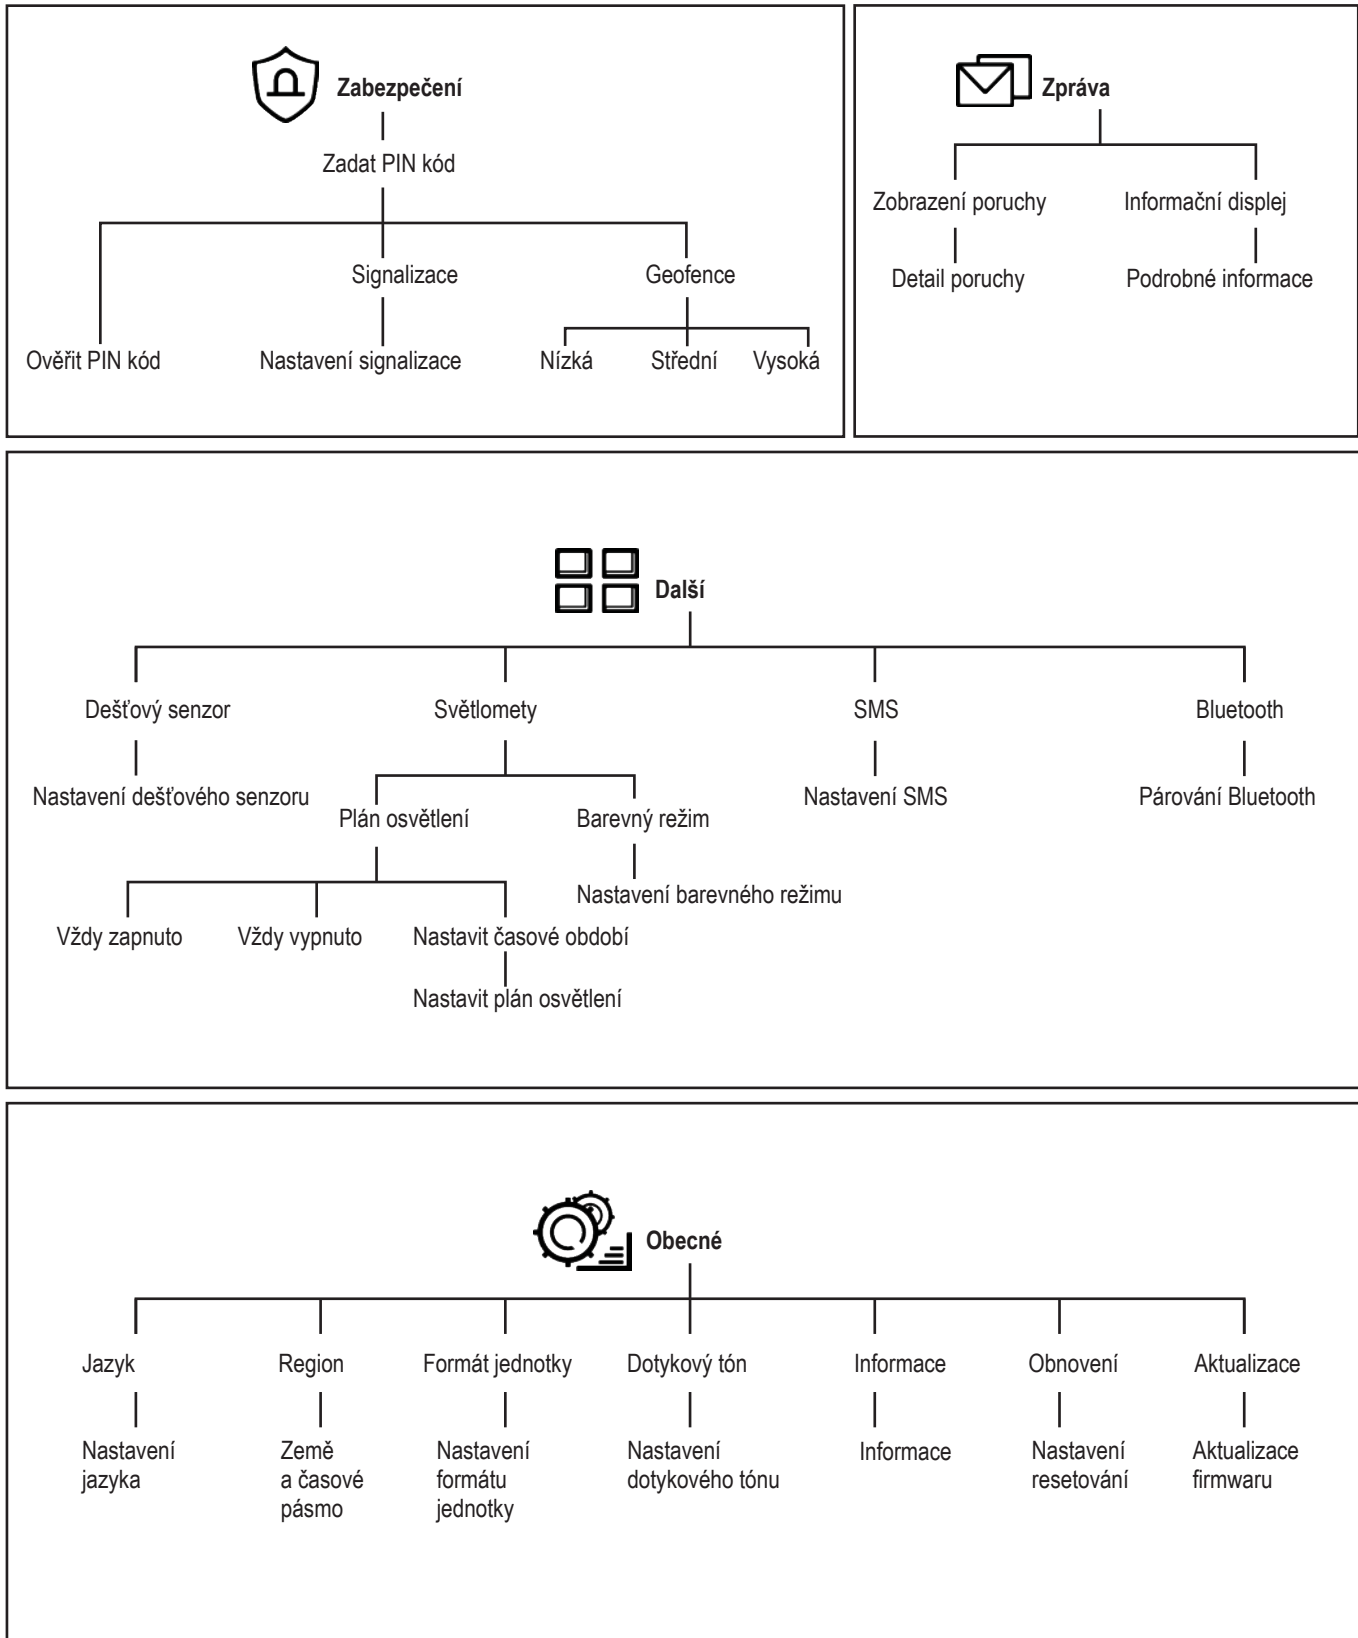 Zabezpečení
Zadat PIN kód
Signalizace
Geofence
Ověřit PIN kód
Nastavení signalizace
Nízká
Střední
Vysoká
Zpráva
Zobrazení poruchy
Informační displej
Detail poruchy
Podrobné informace
Další
Dešťový senzor
Světlomety
SMS
Bluetooth
Nastavení dešťového senzoru
Plán osvětlení
Barevný režim
Nastavení SMS
Párování Bluetooth
Nastavení barevného režimu
Vždy zapnuto
Vždy vypnuto
Nastavit časové období
Nastavit plán osvětlení
Obecné
Jazyk
Region
Formát jednotky
Dotykový tón
Informace
Obnovení
Aktualizace
Nastavení
jazyka
Země
a časové
pásmo
Nastavení
formátu
jednotky
Nastavení
dotykového tónu
Informace
Nastavení
resetování
Aktualizace
firmwaru